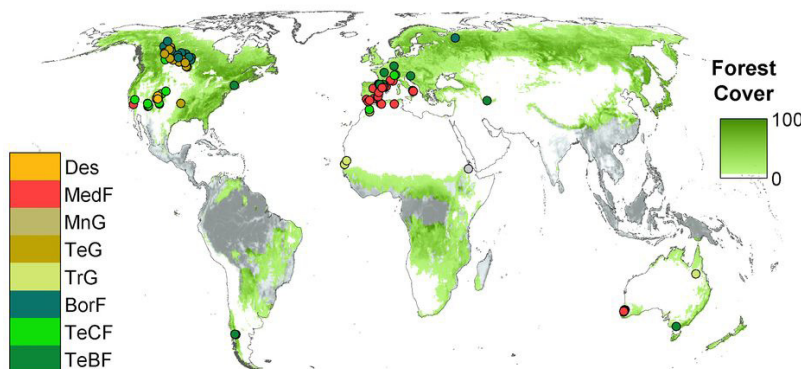 Forest
Cover
100
0
Des
MedF
MnG
TeG
TrG
BorF
TeCF
TeBF